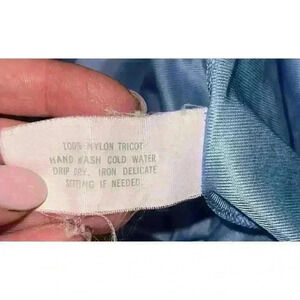 100% NYLON TRICOT
HAND WASH COLD WATER
DRIP DRY. IRON DELICATE
SETTING IF NEEDED.